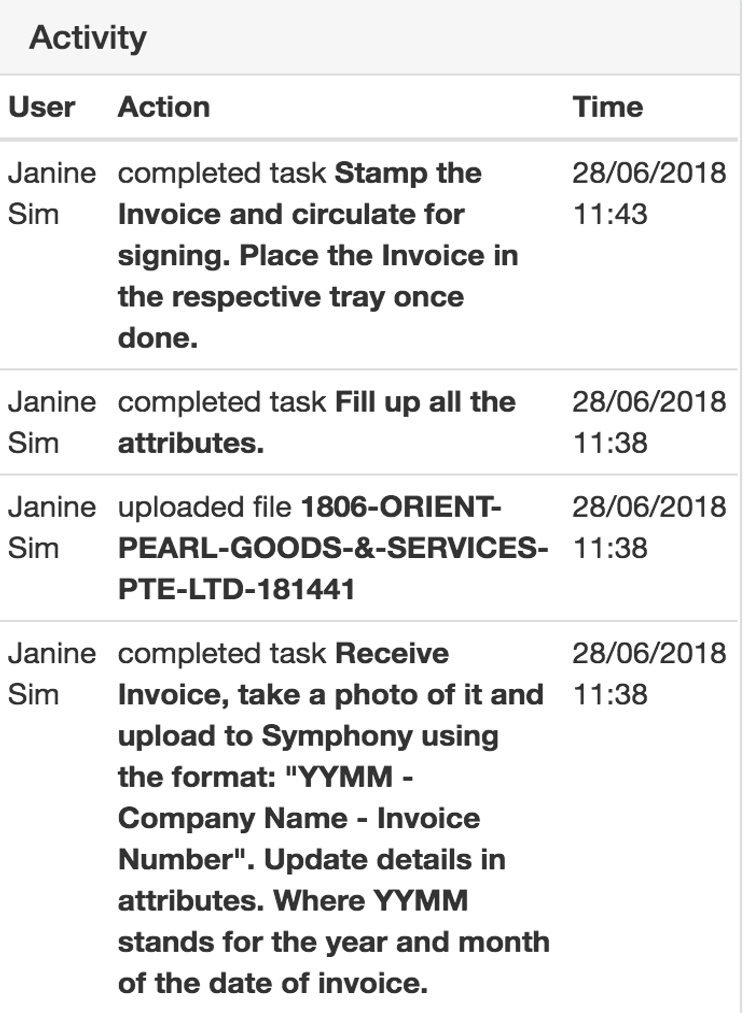 Activity
User Action Time
Janine completed task Stamp the 28/06/2018
Sim Invoice and circulate for 11:43
signing. Place the Invoice in
the respective tray once
done.
Janine completed task Fill up all the 28/06/2018
Sim attributes. 11:38
Janine uploaded file 1806-ORIENT- 28/06/2018
Sim PEARL-GOODS-&-SERVICES- 11:38
PTE-LTD-181441
Janine completed task Receive 28/06/2018
Sim Invoice, take a photo of it and 11:38
upload to Symphony using
the format: "YYMM -
Company Name - Invoice
Number". Update details in
attributes. Where YYMM
stands for the year and month
of the date of invoice.